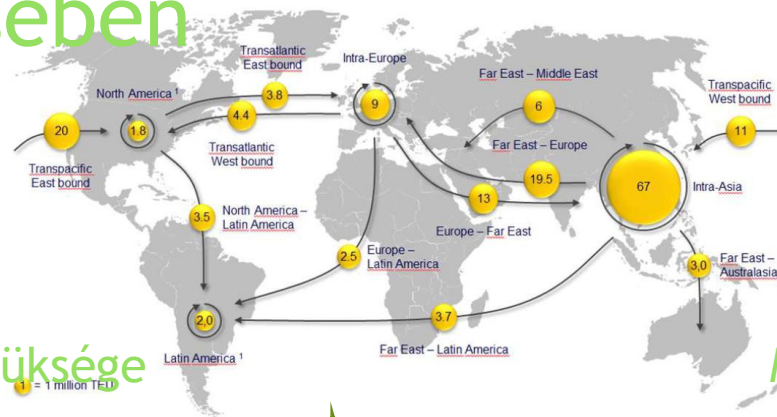 seben
Transatlantic
East bound
Intra-Europe
Far East – Middle East
North America ¹
3.8
9
6
Transpacific
West bound
20
1.8
4.4
11
Transatlantic
West bound
Far East – Europe
Transpacific
East bound
19.5
67
Intra-Asia
13
3.5
North America –
Latin America
Europe – Far East
2.5
Europe –
Latin America
3,0
Far East –
Australasia
2,0
3.7
Far East – Latin America
Latin America ¹
üksége
1 = 1 million TEU